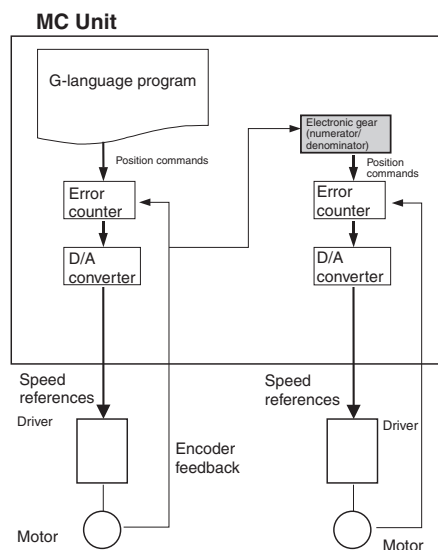 MC Unit
G-language program
Electronic gear
(numerator/
denominator)
Position commands
Position
commands
Error
counter
Error
counter
D/A
converter
D/A
converter
Speed
references
Speed
references
Driver
Driver
Encoder
feedback
Motor
Motor